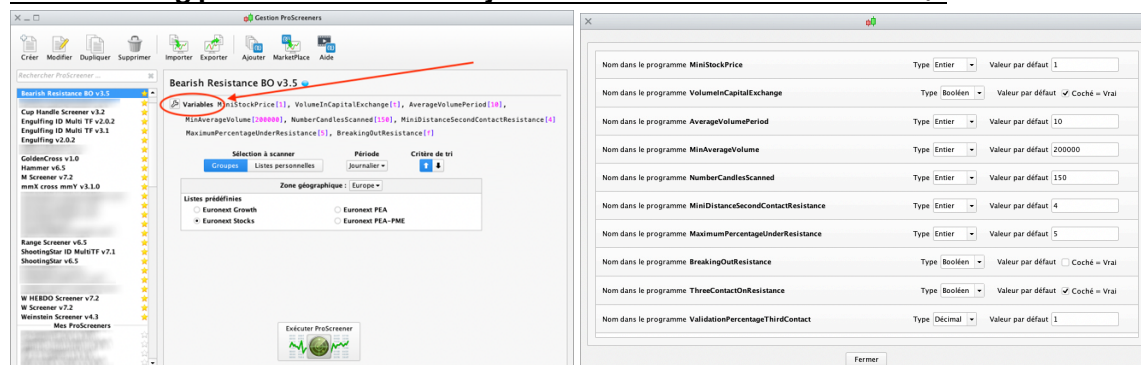 Gestion ProScreeners
Créer Modifier Dupliquer Supprimer Importer Exporter Ajouter MarketPlace Aide
Rechercher ProScreener ...
Bearish Resistance BO v3.5
Cup Handle Screener v3.2
Engulfing ID Multi TF v2.0.2
Engulfing ID Multi TF v3.1
Engulfing v2.0.2
GoldenCross v1.0
Hammer v6.5
M Screener v7.2
mmX cross mmY v3.1.0
Range Screener v6.5
ShootingStar ID MultiTF v7.1
ShootingStar v6.5
W HEBDO Screener v7.2
W Screener v7.2
Weinstein Screener v4.3
Mes ProScreeners
Bearish Resistance BO v3.5
Variables MiniStockPrice[1], VolumeInCapitalExchange[t], AverageVolumePeriod[10],
MinAverageVolume[200000], NumberCandlesScanned[150], MiniDistanceSecondContactResistance[4]
MaximumPercentageUnderResistance[5], BreakingOutResistance[f]
Sélection à scanner Période Critère de tri
Groupes Listes personnelles Journalier
Zone géographique : Europe
Listes prédéfinies
Euronext Growth Euronext PEA
Euronext Stocks Euronext PEA-PME
Exécuter ProScreener
Nom dans le programme MiniStockPrice Type Entier Valeur par défaut 1
Nom dans le programme VolumeInCapitalExchange Type Booléen Valeur par défaut Coché = Vrai
Nom dans le programme AverageVolumePeriod Type Entier Valeur par défaut 10
Nom dans le programme MinAverageVolume Type Entier Valeur par défaut 200000
Nom dans le programme NumberCandlesScanned Type Entier Valeur par défaut 150
Nom dans le programme MiniDistanceSecondContactResistance Type Entier Valeur par défaut 4
Nom dans le programme MaximumPercentageUnderResistance Type Entier Valeur par défaut 5
Nom dans le programme BreakingOutResistance Type Booléen Valeur par défaut Coché = Vrai
Nom dans le programme ThreeContactOnResistance Type Booléen Valeur par défaut Coché = Vrai
Nom dans le programme ValidationPercentageThirdContact Type Décimal Valeur par défaut 1
Fermer